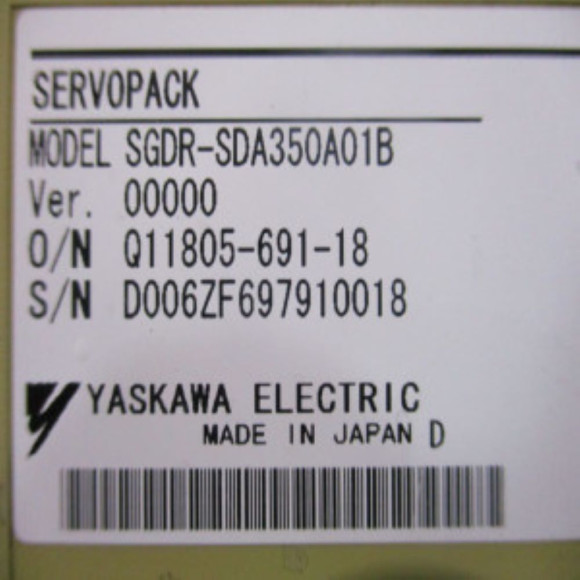 SERVOPACK
MODEL SGDR-SDA350A01B
Ver. 00000
O/N Q11805-691-18
S/N D006ZF697910018
YASKAWA ELECTRIC
MADE IN JAPAN D